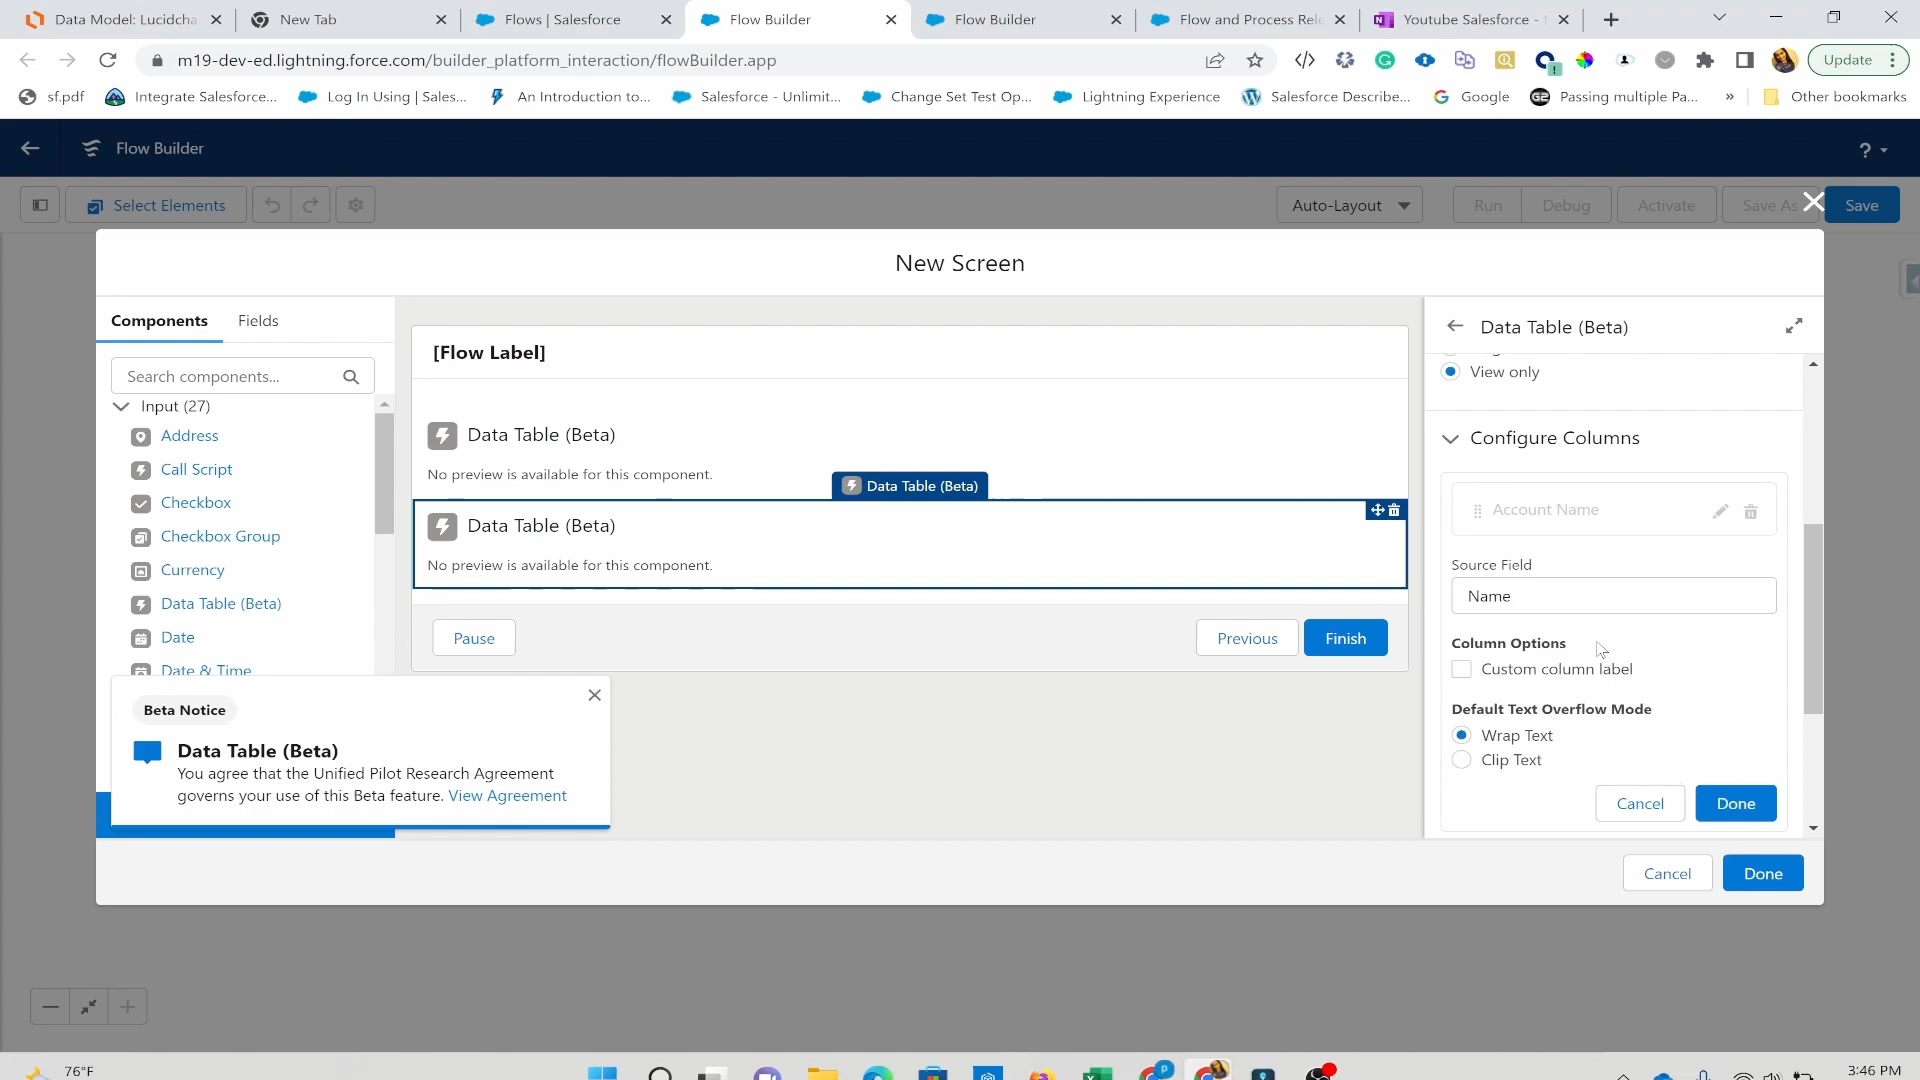 Data Model: Lucidcha
New Tab
Flows | Salesforce
Flow Builder
Flow Builder
Flow and Process Rele
Youtube Salesforce -
m19-dev-ed.lightning.force.com/builder_platform_interaction/flowBuilder.app
Update
sf.pdf
Integrate Salesforce...
Log In Using | Sales...
An Introduction to...
Salesforce - Unlimit...
Change Set Test Op...
Lightning Experience
Salesforce Describe...
Google
Passing multiple Pa...
»
Other bookmarks
Flow Builder
?
Select Elements
Auto-Layout
Run
Debug
Activate
Save As
Save
New Screen
Components
Fields
Search components...
Input (27)
Address
Call Script
Checkbox
Checkbox Group
Currency
Data Table (Beta)
Date
Date & Time
[Flow Label]
Data Table (Beta)
No preview is available for this component.
Data Table (Beta)
Data Table (Beta)
No preview is available for this component.
Pause
Previous
Finish
Beta Notice
Data Table (Beta)
You agree that the Unified Pilot Research Agreement
governs your use of this Beta feature. View Agreement
Data Table (Beta)
View only
Configure Columns
Account Name
Source Field
Name
Column Options
Custom column label
Default Text Overflow Mode
Wrap Text
Clip Text
Cancel
Done
Cancel
Done
76°F
3:46 PM